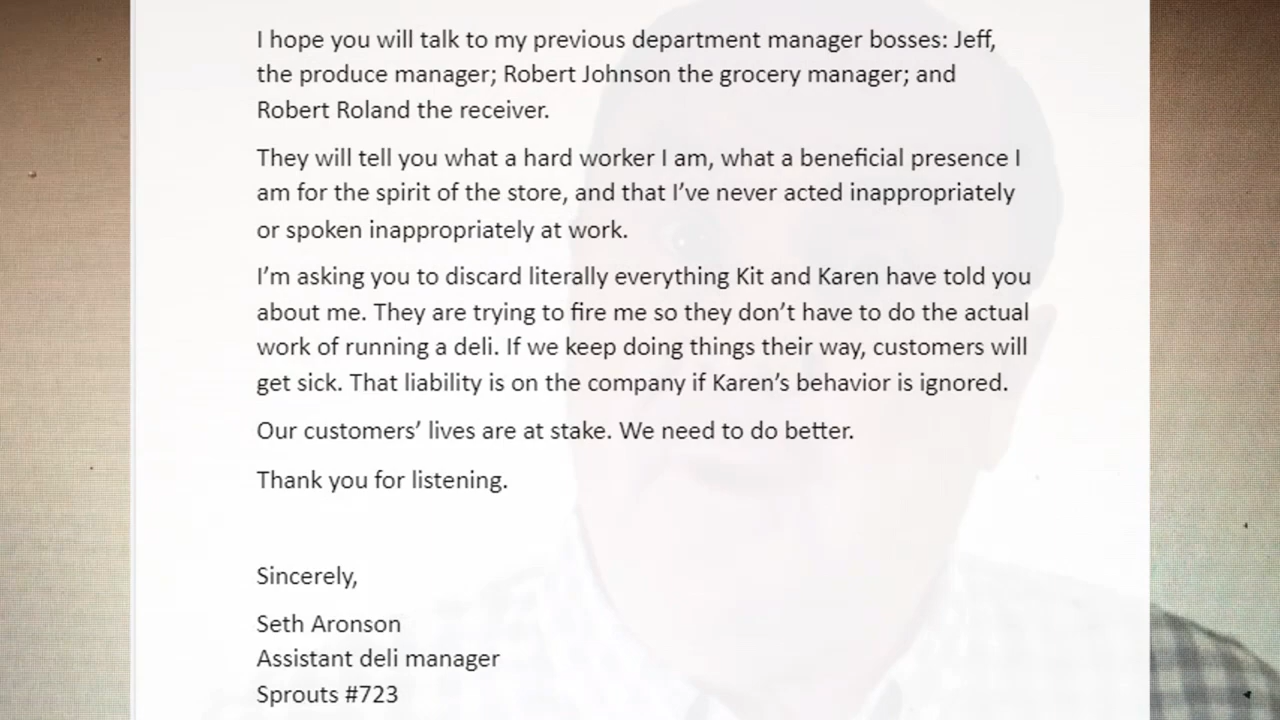 I hope you will talk to my previous department manager bosses: Jeff,
the produce manager; Robert Johnson the grocery manager; and
Robert Roland the receiver.
They will tell you what a hard worker I am, what a beneficial presence I
am for the spirit of the store, and that I’ve never acted inappropriately
or spoken inappropriately at work.
I’m asking you to discard literally everything Kit and Karen have told you
about me. They are trying to fire me so they don’t have to do the actual
work of running a deli. If we keep doing things their way, customers will
get sick. That liability is on the company if Karen’s behavior is ignored.
Our customers’ lives are at stake. We need to do better.
Thank you for listening.
Sincerely,
Seth Aronson
Assistant deli manager
Sprouts #723